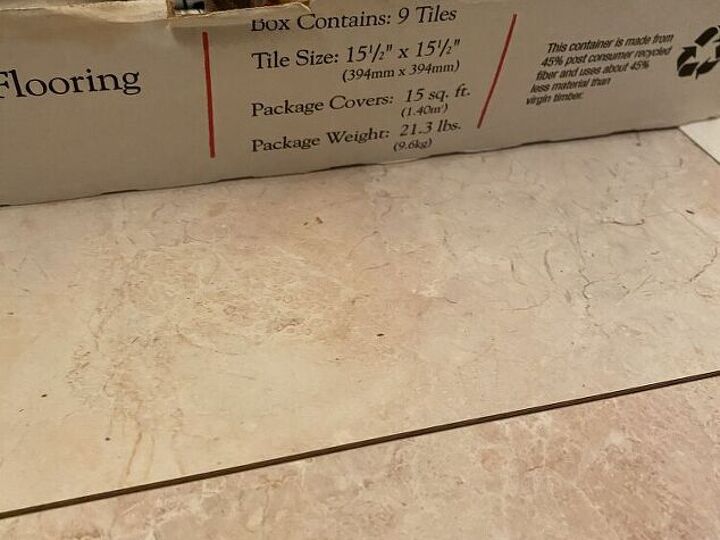 Flooring
Box Contains: 9 Tiles
Tile Size: 15½" x 15½"
(394mm x 394mm)
Package Covers: 15 sq. ft.
(1.40m²)
Package Weight: 21.3 lbs.
(9.6kg)
This container is made from
45% post consumer recycled
fiber and uses about 45%
less material than
virgin timber.